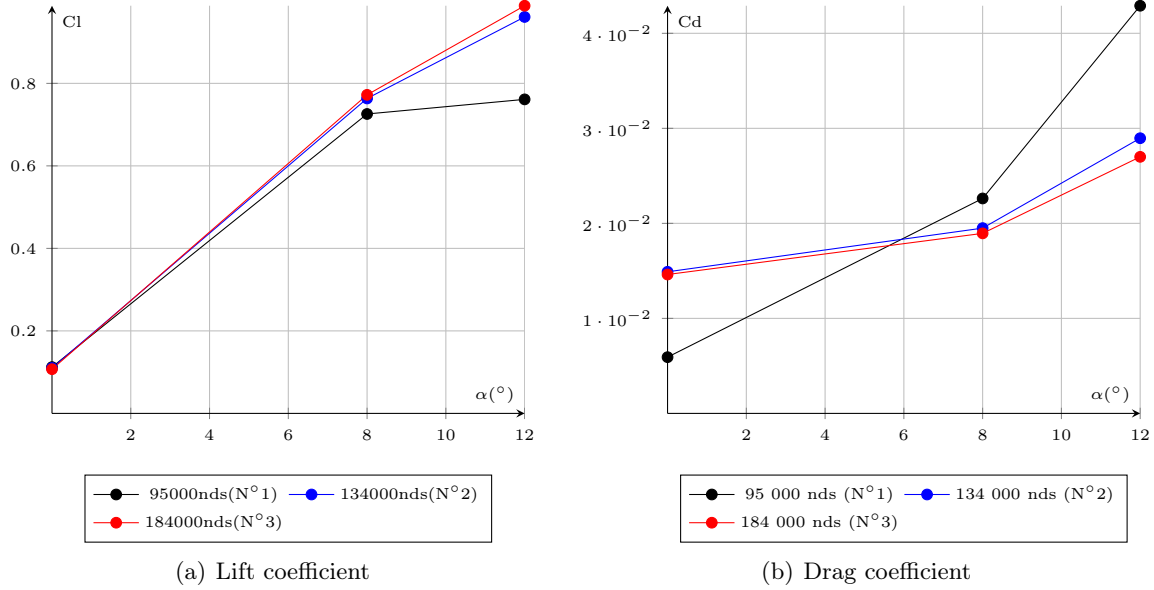 Cl
0.8
0.6
0.4
0.2
α(°)
2 4 6 8 10 12
95000nds(N°1) 134000nds(N°2)
184000nds(N°3)
(a) Lift coefficient
Cd
4 · 10⁻²
3 · 10⁻²
2 · 10⁻²
1 · 10⁻²
α(°)
2 4 6 8 10 12
95 000 nds (N°1) 134 000 nds (N°2)
184 000 nds (N°3)
(b) Drag coefficient